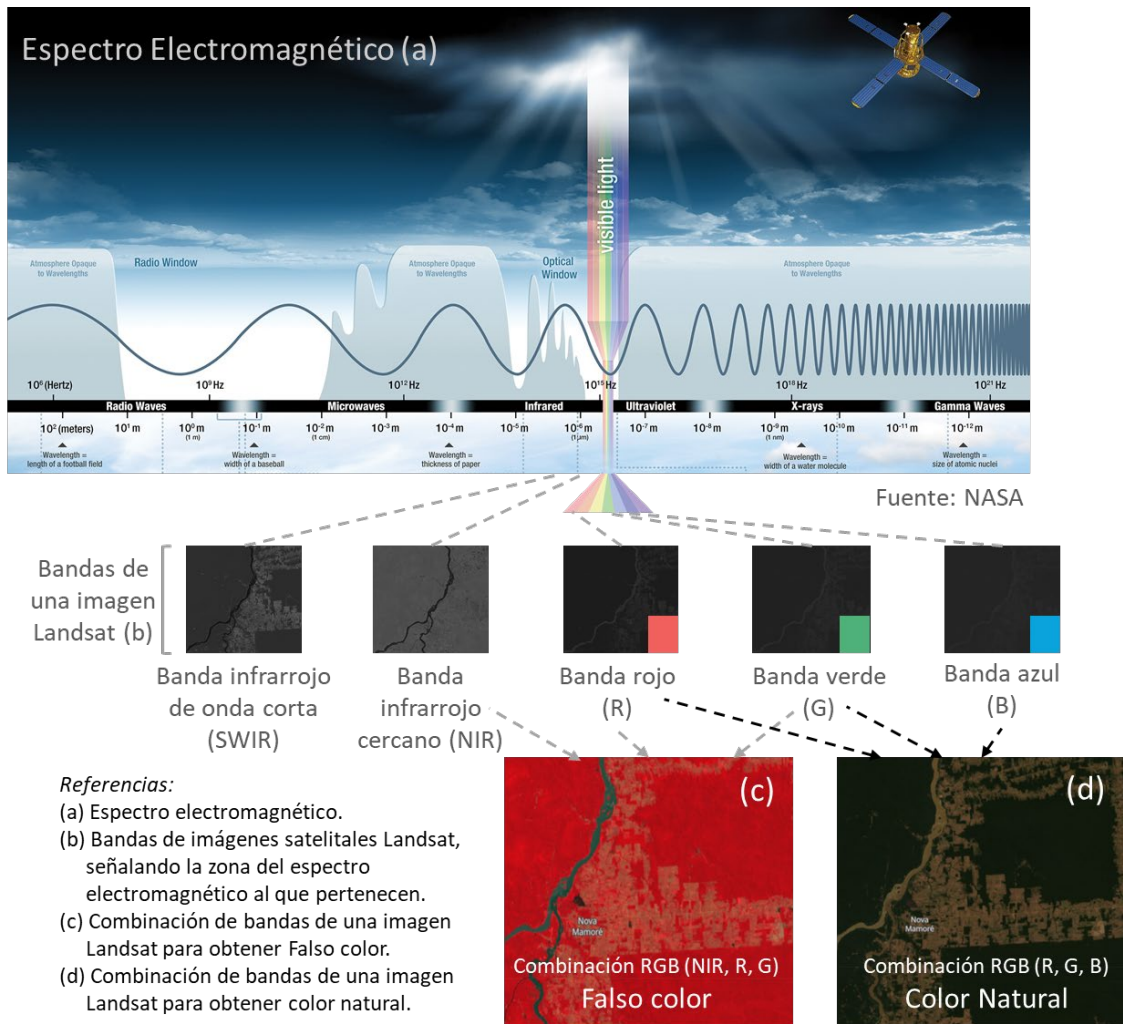 Espectro Electromagnético (a)
visible light
Atmosphere Opaque
to Wavelengths
Radio Window
Atmosphere Opaque
to Wavelengths
Optical
Window
Atmosphere Opaque
to Wavelengths
10⁶ (Hertz)
10⁹ Hz
10¹² Hz
10¹⁵ Hz
10¹⁸ Hz
10²¹ Hz
Radio Waves
Microwaves
Infrared
Ultraviolet
X-rays
Gamma Waves
10² (meters)
10¹ m
10⁰ m
(1 m)
10⁻¹ m
10⁻² m
(1 cm)
10⁻³ m
10⁻⁴ m
10⁻⁵ m
10⁻⁶ m
(1 μm)
10⁻⁷ m
10⁻⁸ m
10⁻⁹ m
(1 nm)
10⁻¹⁰ m
10⁻¹¹ m
10⁻¹² m
Wavelength =
length of a football field
Wavelength =
width of a baseball
Wavelength =
thickness of paper
Wavelength =
width of a water molecule
Wavelength =
size of atomic nuclei
Fuente: NASA
Bandas de
una imagen
Landsat (b)
Banda infrarrojo
de onda corta
(SWIR)
Banda
infrarrojo
cercano (NIR)
Banda rojo
(R)
Banda verde
(G)
Banda azul
(B)
Referencias:
(a) Espectro electromagnético.
(b) Bandas de imágenes satelitales Landsat,
señalando la zona del espectro
electromagnético al que pertenecen.
(c) Combinación de bandas de una imagen
Landsat para obtener Falso color.
(d) Combinación de bandas de una imagen
Landsat para obtener color natural.
(c)
Nova
Mamoré
Combinación RGB (NIR, R, G)
Falso color
(d)
Nova
Mamoré
Combinación RGB (R, G, B)
Color Natural